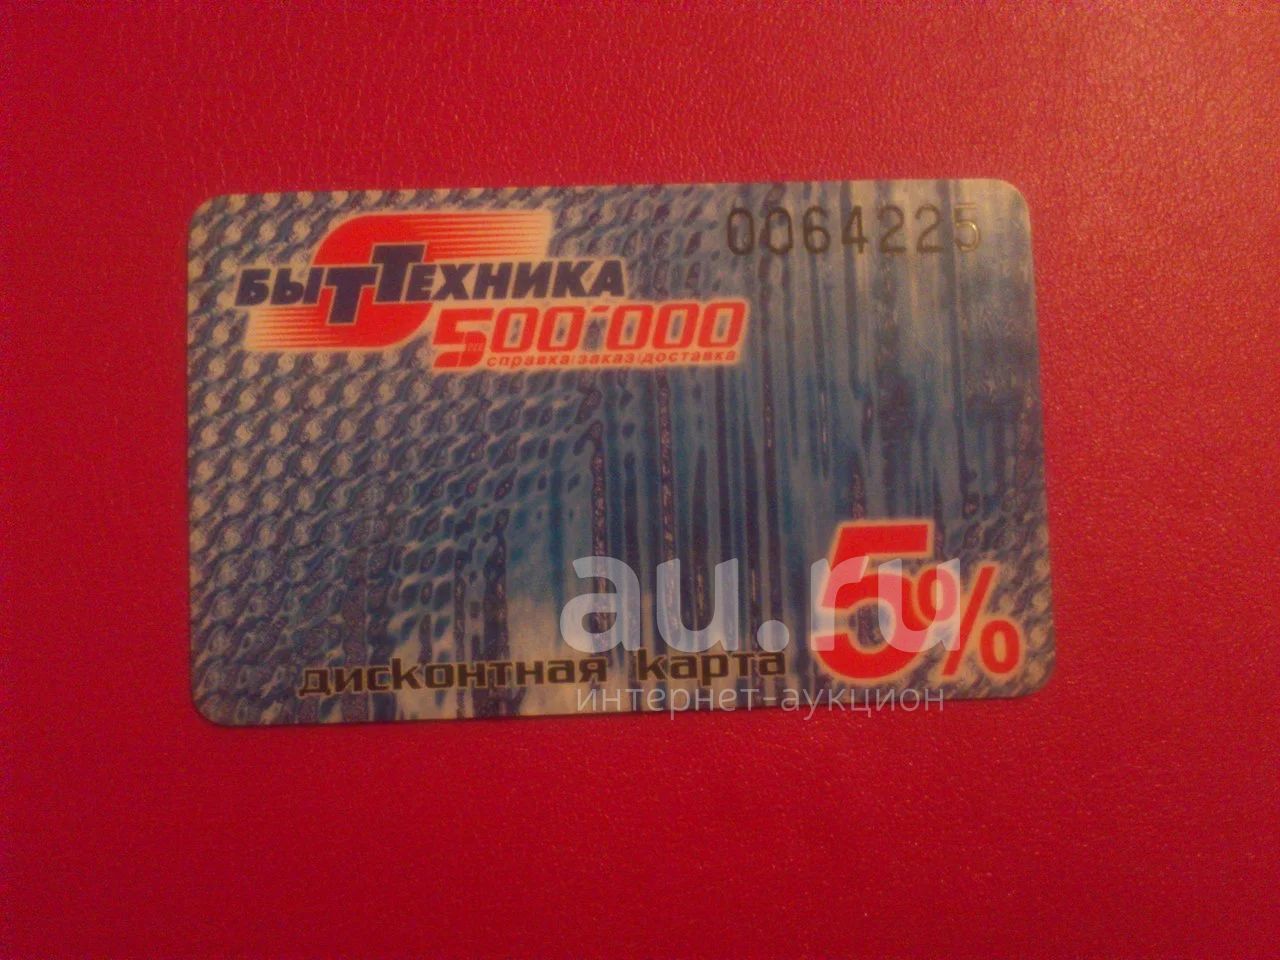 0064225
БытТехника
500-000
справка/заказ/доставка
au.ru
5%
дисконтная карта
интернет-аукцион